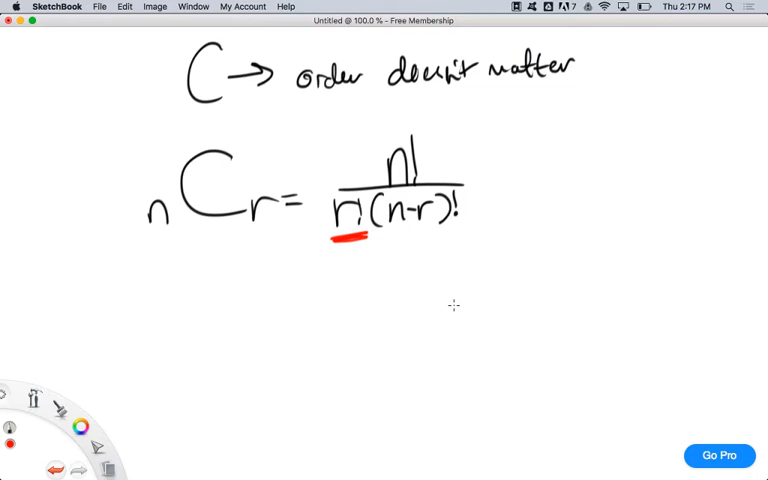 SketchBook File Edit Image Window My Account Help 7 Thu 2:17 PM
Untitled @ 100.0 % - Free Membership
C → order doesn't matter
nCr = n! / r!(n-r)!
Go Pro